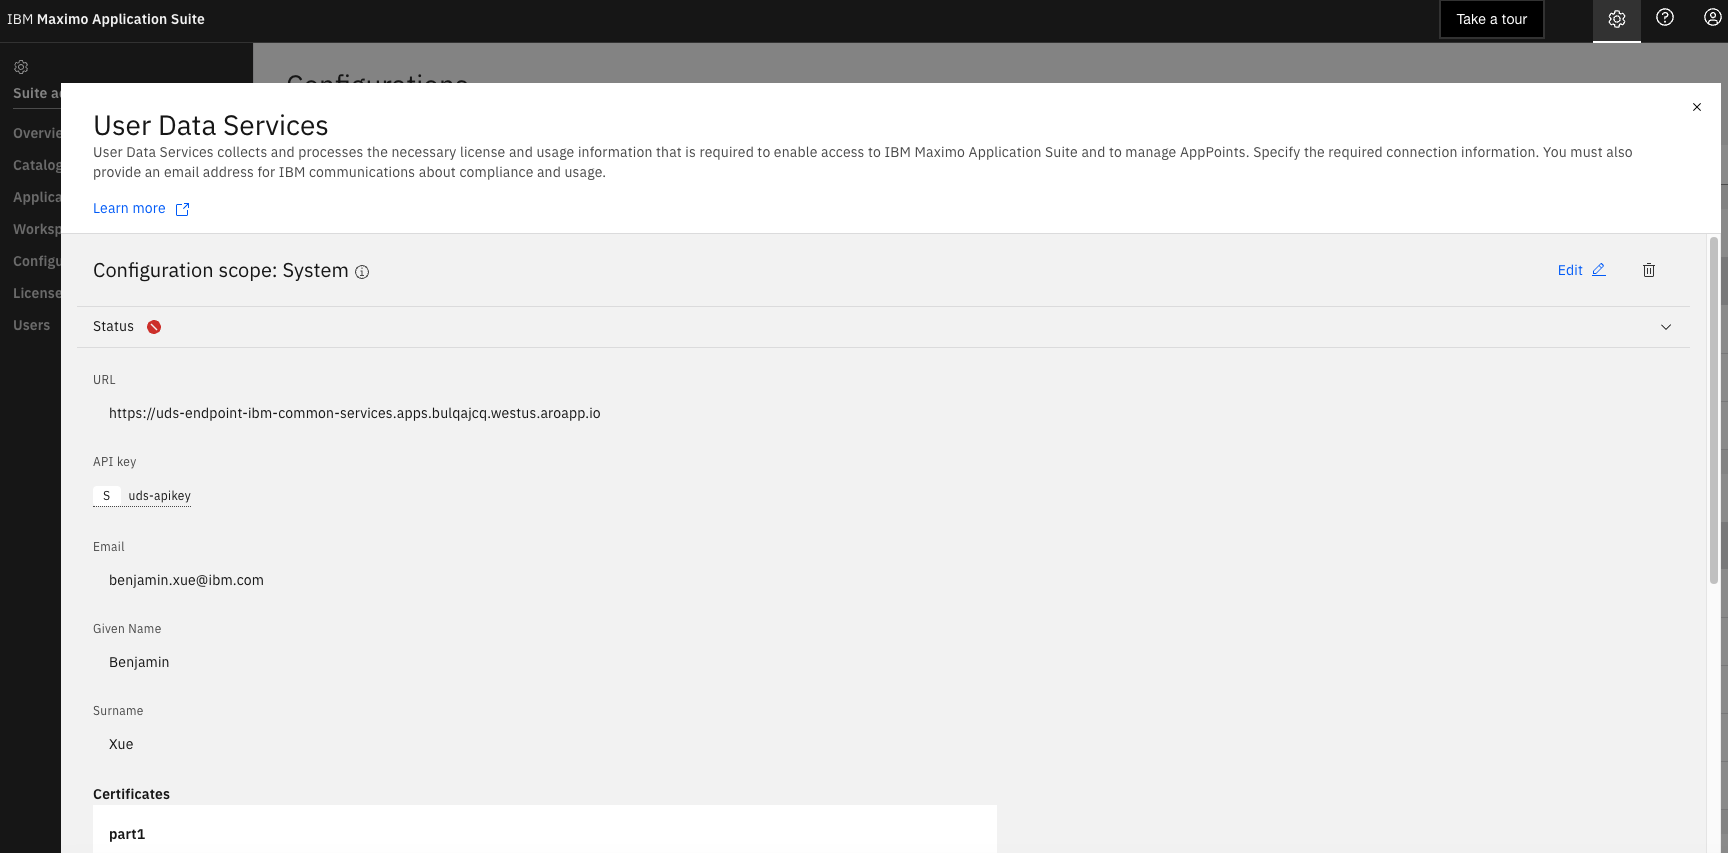 IBM Maximo Application Suite
Take a tour
Configurations
Suite a
Overvie
Catalog
Applica
Worksp
Configu
License
Users
User Data Services
User Data Services collects and processes the necessary license and usage information that is required to enable access to IBM Maximo Application Suite and to manage AppPoints. Specify the required connection information. You must also
provide an email address for IBM communications about compliance and usage.
Learn more
Configuration scope: System
Edit
Status
URL
https://uds-endpoint-ibm-common-services.apps.bulqajcq.westus.aroapp.io
API key
S uds-apikey
Email
benjamin.xue@ibm.com
Given Name
Benjamin
Surname
Xue
Certificates
part1